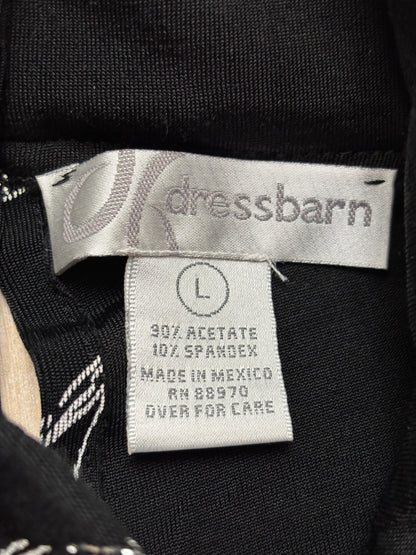 dressbarn
L
90% ACETATE
10% SPANDEX
MADE IN MEXICO
RN 88970
OVER FOR CARE